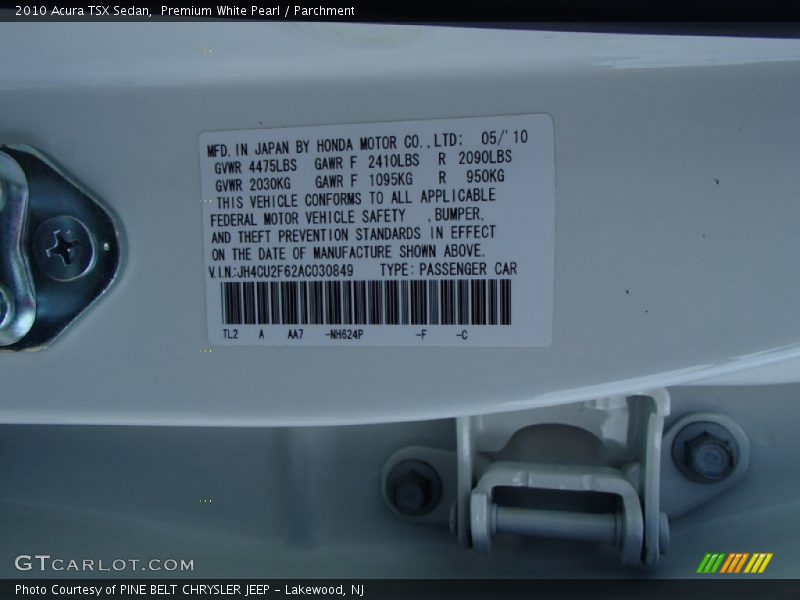 2010 Acura TSX Sedan,  Premium White Pearl / Parchment
MFD. IN JAPAN BY HONDA MOTOR CO.,LTD: 05/'10
GVWR 4475LBS GAWR F 2410LBS R 2090LBS
GVWR 2030KG GAWR F 1095KG R 950KG
THIS VEHICLE CONFORMS TO ALL APPLICABLE
FEDERAL MOTOR VEHICLE SAFETY ,BUMPER,
AND THEFT PREVENTION STANDARDS IN EFFECT
ON THE DATE OF MANUFACTURE SHOWN ABOVE.
V.I.N.:JH4CU2F62AC030849 TYPE: PASSENGER CAR
TL2 A AA7 -NH624P -F -C
GTCARLOT.COM
Photo Courtesy of PINE BELT CHRYSLER JEEP - Lakewood, NJ